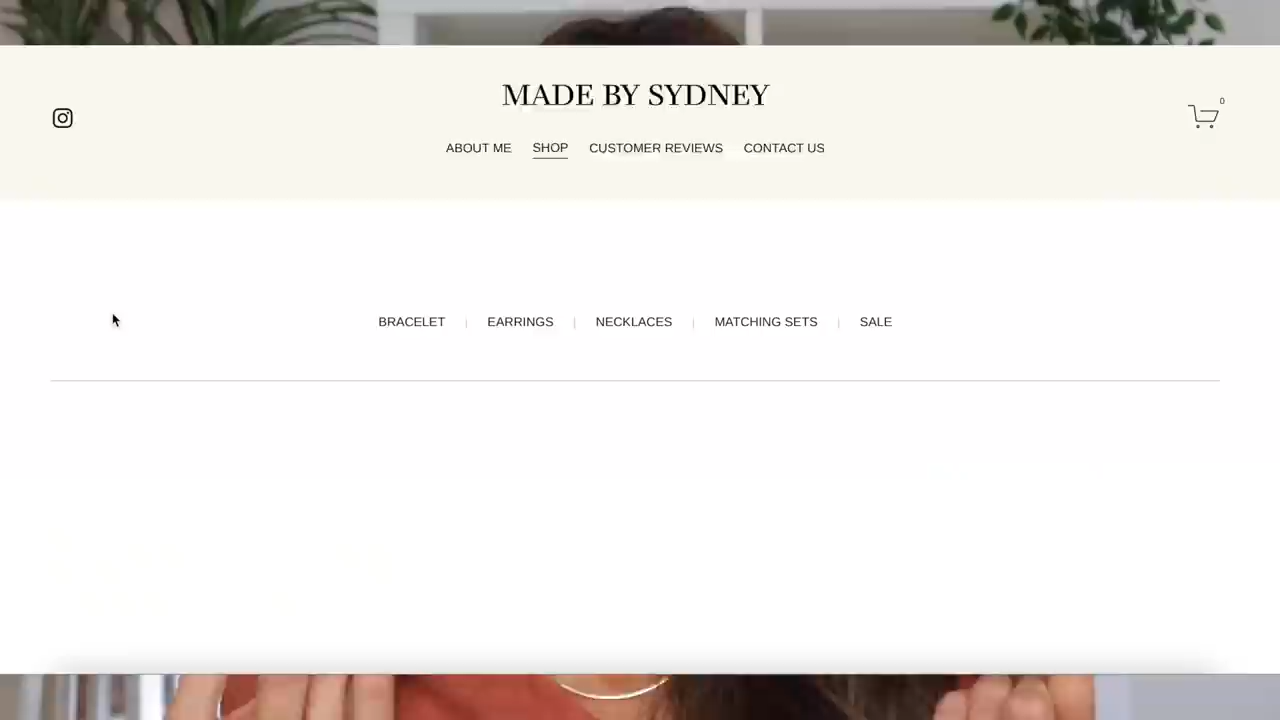 MADE BY SYDNEY
0
ABOUT ME SHOP CUSTOMER REVIEWS CONTACT US
BRACELET | EARRINGS | NECKLACES | MATCHING SETS | SALE